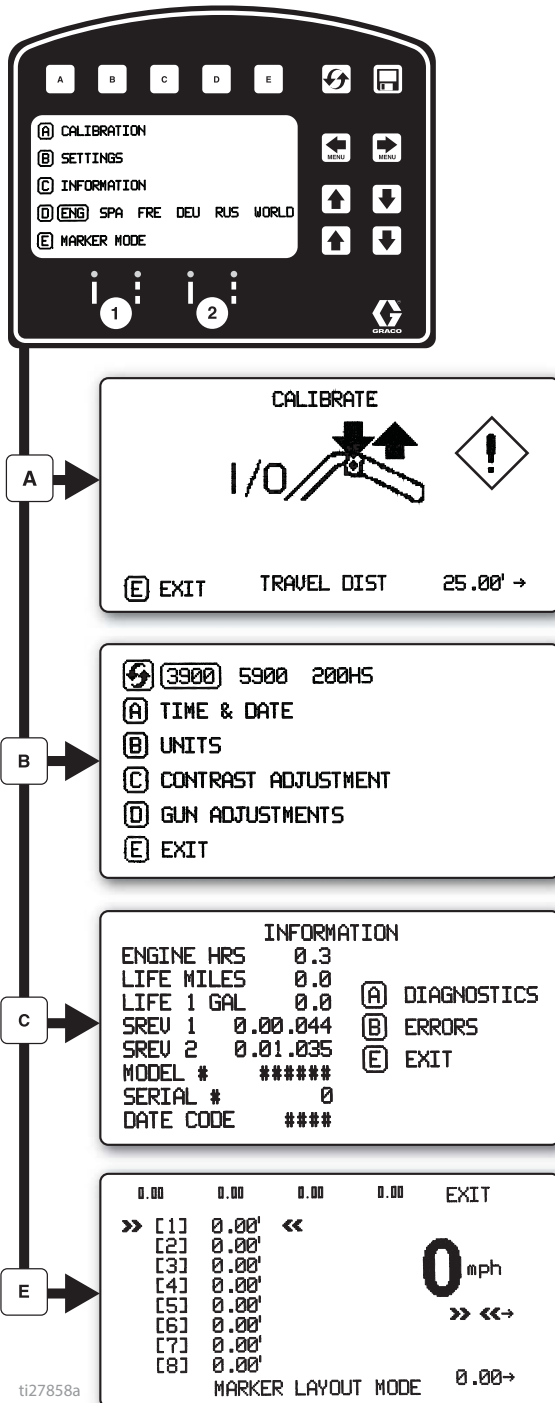 A B C D E
A CALIBRATION
B SETTINGS
C INFORMATION
D ENG SPA FRE DEU RUS WORLD
E MARKER MODE
MENU MENU
1 2
GRACO
A
CALIBRATE
I/O
!
E EXIT TRAVEL DIST 25.00' →
B
3900 5900 200HS
A TIME & DATE
B UNITS
C CONTRAST ADJUSTMENT
D GUN ADJUSTMENTS
E EXIT
C
INFORMATION
ENGINE HRS 0.3
LIFE MILES 0.0
LIFE 1 GAL 0.0
SREV 1 0.00.044
SREV 2 0.01.035
MODEL # ######
SERIAL # 0
DATE CODE ####
A DIAGNOSTICS
B ERRORS
E EXIT
E
0.00 0.00 0.00 0.00 EXIT
» [1] 0.00' «
[2] 0.00'
[3] 0.00'
[4] 0.00'
[5] 0.00'
[6] 0.00'
[7] 0.00'
[8] 0.00'
0 mph
» «→
MARKER LAYOUT MODE 0.00→
ti27858a